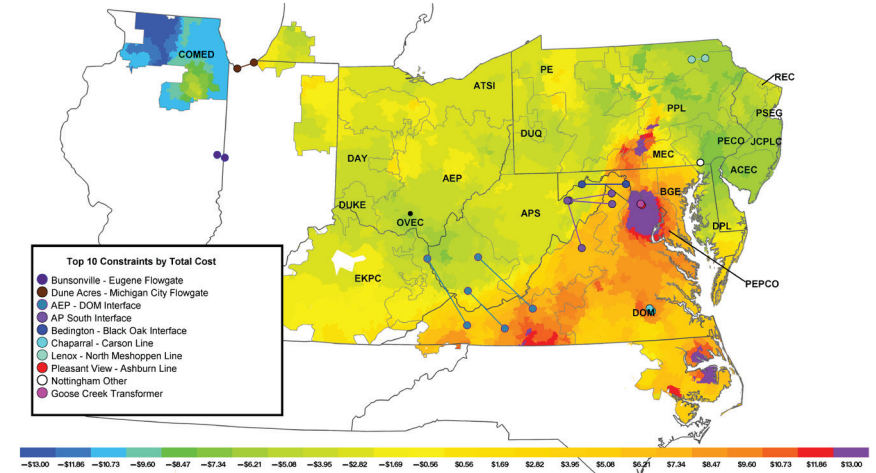 COMED
ATSI
PE
REC
PPL
PSEG
DUQ
PECO
JCPLC
MEC
DAY
ACEC
AEP
BGE
DUKE
APS
OVEC
DPL
EKPC
PEPCO
DOM
Top 10 Constraints by Total Cost
Bunsonville - Eugene Flowgate
Dune Acres - Michigan City Flowgate
AEP - DOM Interface
AP South Interface
Bedington - Black Oak Interface
Chaparral - Carson Line
Lenox - North Meshoppen Line
Pleasant View - Ashburn Line
Nottingham Other
Goose Creek Transformer
—$13.00 —$11.86 —$10.73 —$9.60 —$8.47 —$7.34 —$6.21 —$5.08 —$3.95 —$2.82 —$1.69 —$0.56 $0.56 $1.69 $2.82 $3.95 $5.08 $6.21 $7.34 $8.47 $9.60 $10.73 $11.86 $13.00